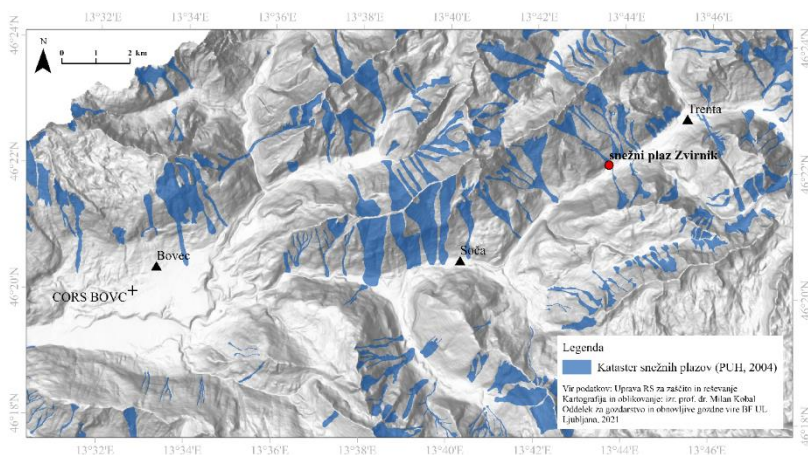 13°32'E 13°34'E 13°36'E 13°38'E 13°40'E 13°42'E 13°44'E 13°46'E
46°24'N
46°24'N
N
0 1 2 km
Trenta
46°22'N
46°22'N
snežni plaz Zvirnik
Bovec
Soča
CORS BOVC
46°20'N
46°20'N
Legenda
Kataster snežnih plazov (PUH, 2004)
Vir podatkov: Uprava RS za zaščito in reševanje
Kartografija in oblikovanje: izr. prof. dr. Milan Kobal
Oddelek za gozdarstvo in obnovljive gozdne vire BF UL
Ljubljana, 2021
46°18'N
46°18'N
13°32'E 13°34'E 13°36'E 13°38'E 13°40'E 13°42'E 13°44'E 13°46'E